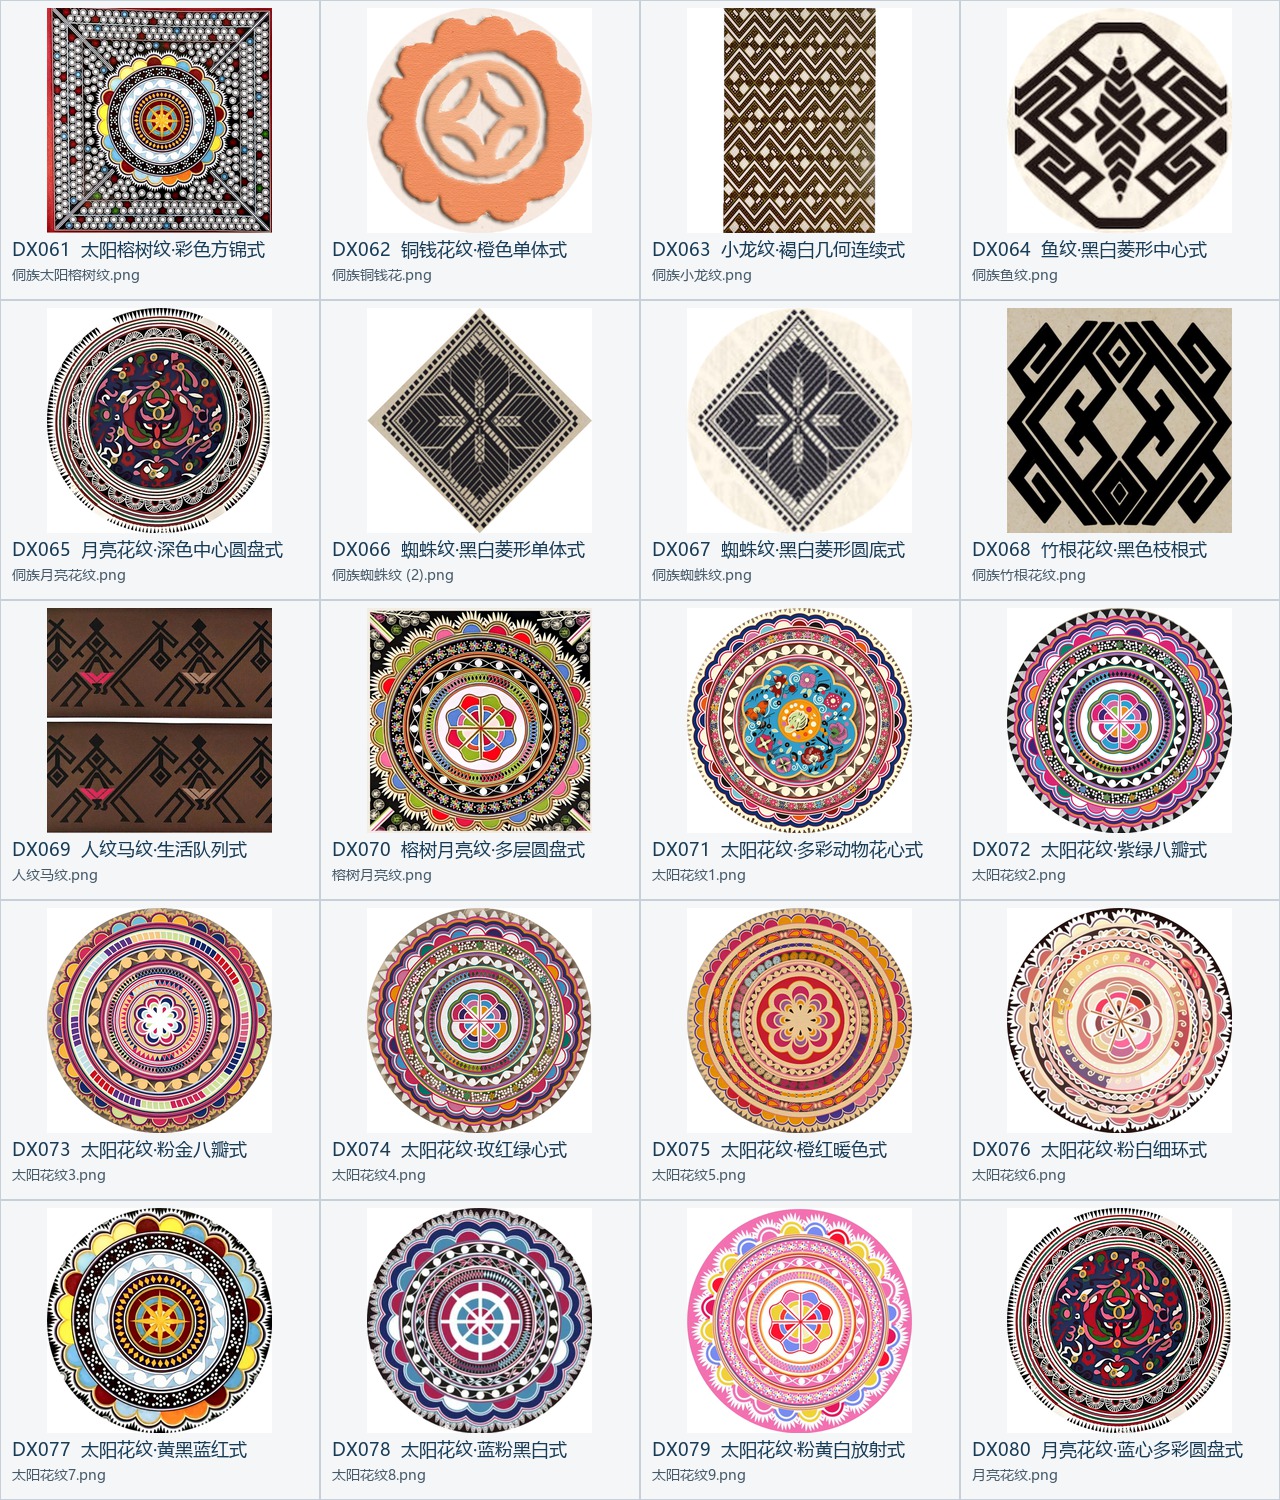 DX061 太阳榕树纹·彩色方锦式
侗族太阳榕树纹.png
DX062 铜钱花纹·橙色单体式
侗族铜钱花.png
DX063 小龙纹·褐白几何连续式
侗族小龙纹.png
DX064 鱼纹·黑白菱形中心式
侗族鱼纹.png
DX065 月亮花纹·深色中心圆盘式
侗族月亮花纹.png
DX066 蜘蛛纹·黑白菱形单体式
侗族蜘蛛纹 (2).png
DX067 蜘蛛纹·黑白菱形圆底式
侗族蜘蛛纹.png
DX068 竹根花纹·黑色枝根式
侗族竹根花纹.png
DX069 人纹马纹·生活队列式
人纹马纹.png
DX070 榕树月亮纹·多层圆盘式
榕树月亮纹.png
DX071 太阳花纹·多彩动物花心式
太阳花纹1.png
DX072 太阳花纹·紫绿八瓣式
太阳花纹2.png
DX073 太阳花纹·粉金八瓣式
太阳花纹3.png
DX074 太阳花纹·玫红绿心式
太阳花纹4.png
DX075 太阳花纹·橙红暖色式
太阳花纹5.png
DX076 太阳花纹·粉白细环式
太阳花纹6.png
DX077 太阳花纹·黄黑蓝红式
太阳花纹7.png
DX078 太阳花纹·蓝粉黑白式
太阳花纹8.png
DX079 太阳花纹·粉黄白放射式
太阳花纹9.png
DX080 月亮花纹·蓝心多彩圆盘式
月亮花纹.png